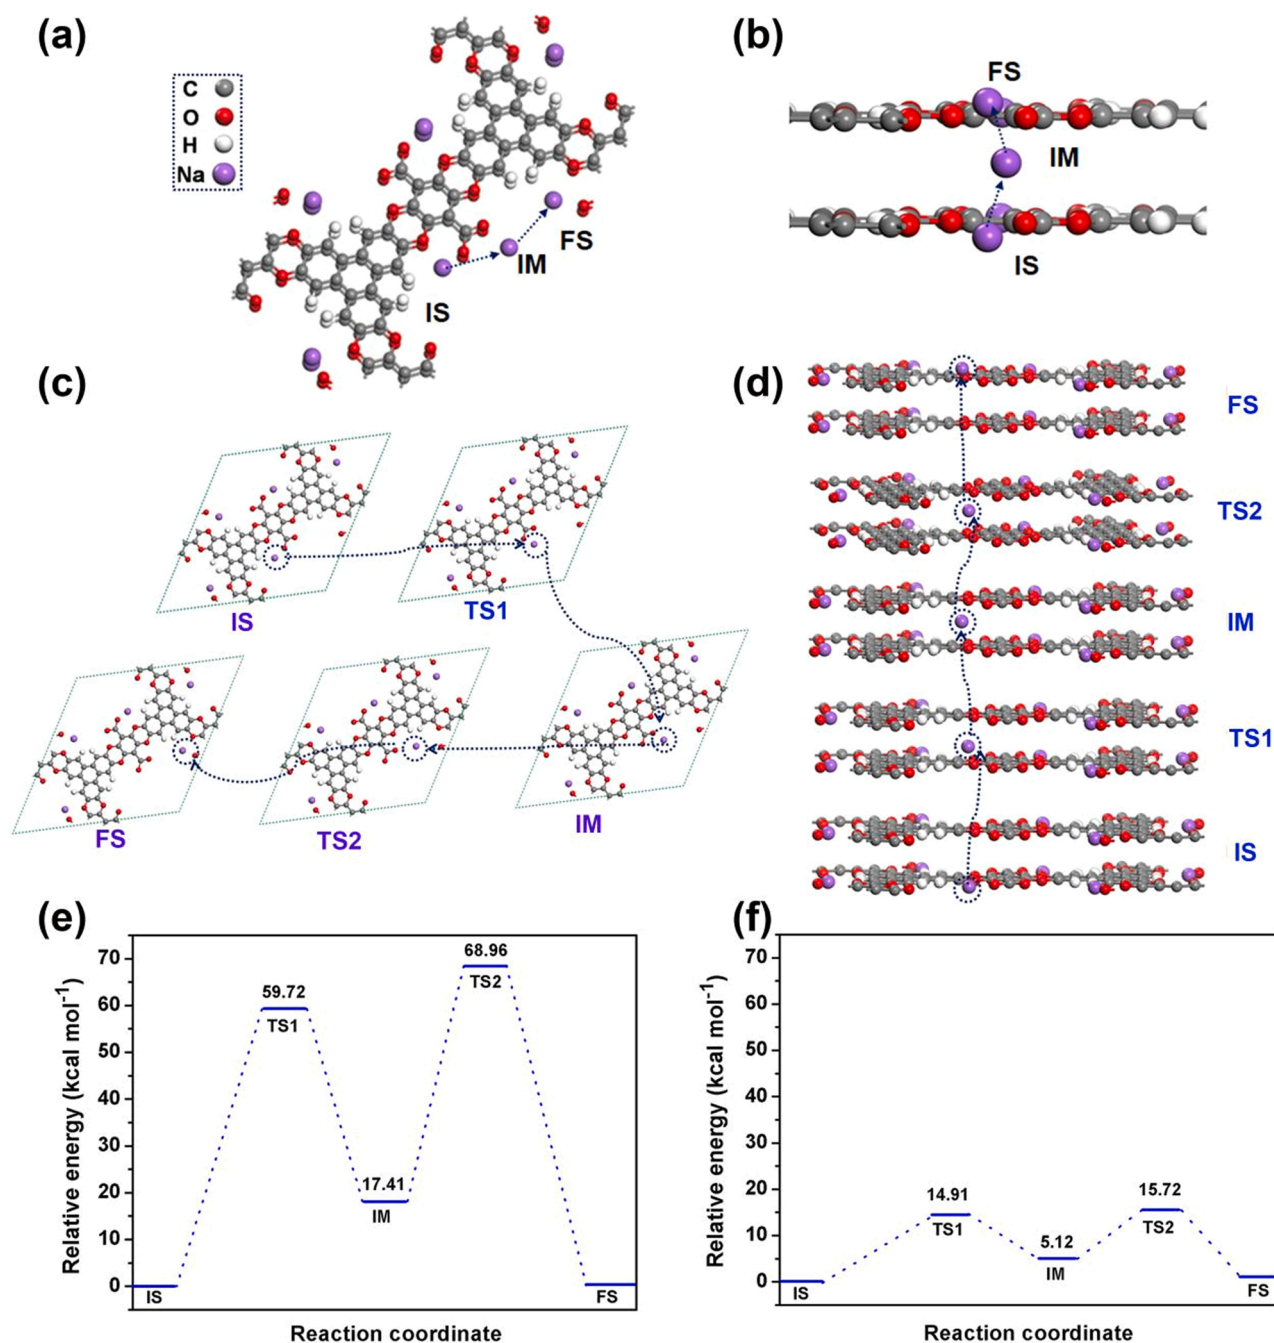 (a)
C
O
H
Na
IS
IM
FS
(b)
FS
IM
IS
(c)
IS
TS1
FS
TS2
IM
(d)
FS
TS2
IM
TS1
IS
(e)
Relative energy (kcal mol⁻¹)
70
60
50
40
30
20
10
0
59.72
TS1
17.41
IM
68.96
TS2
IS
FS
Reaction coordinate
(f)
Relative energy (kcal mol⁻¹)
70
60
50
40
30
20
10
0
14.91
TS1
5.12
IM
15.72
TS2
IS
FS
Reaction coordinate